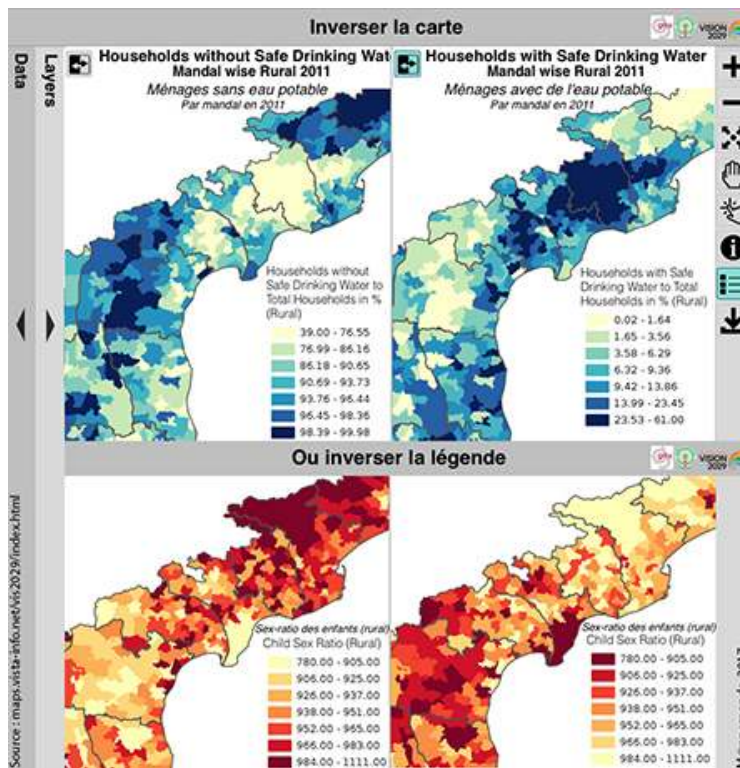 Inverser la carte
VISION
2029
Data
Layers
Households without Safe Drinking Wat
Mandal wise Rural 2011
Ménages sans eau potable
Par mandal en 2011
Households without
Safe Drinking Water to
Total Households in %
(Rural)
39.00 - 76.55
76.99 - 86.16
86.18 - 90.65
90.69 - 93.73
93.76 - 96.44
96.45 - 98.36
98.39 - 99.98
Households with Safe Drinking Water
Mandal wise Rural 2011
Ménages avec de l'eau potable
Par mandal en 2011
Households with Safe
Drinking Water to Total
Households in % (Rural)
0.02 - 1.64
1.65 - 3.56
3.58 - 6.29
6.32 - 9.36
9.42 - 13.86
13.99 - 23.45
23.53 - 61.00
Ou inverser la légende
VISION
2029
Sex-ratio des enfants (rural)
Child Sex Ratio (Rural)
780.00 - 905.00
906.00 - 925.00
926.00 - 937.00
938.00 - 951.00
952.00 - 965.00
966.00 - 983.00
984.00 - 1111.00
Sex-ratio des enfants (rural)
Child Sex Ratio (Rural)
780.00 - 905.00
906.00 - 925.00
926.00 - 937.00
938.00 - 951.00
952.00 - 965.00
966.00 - 983.00
984.00 - 1111.00
Source : maps.vista-info.net/vis2029/index.html
2017